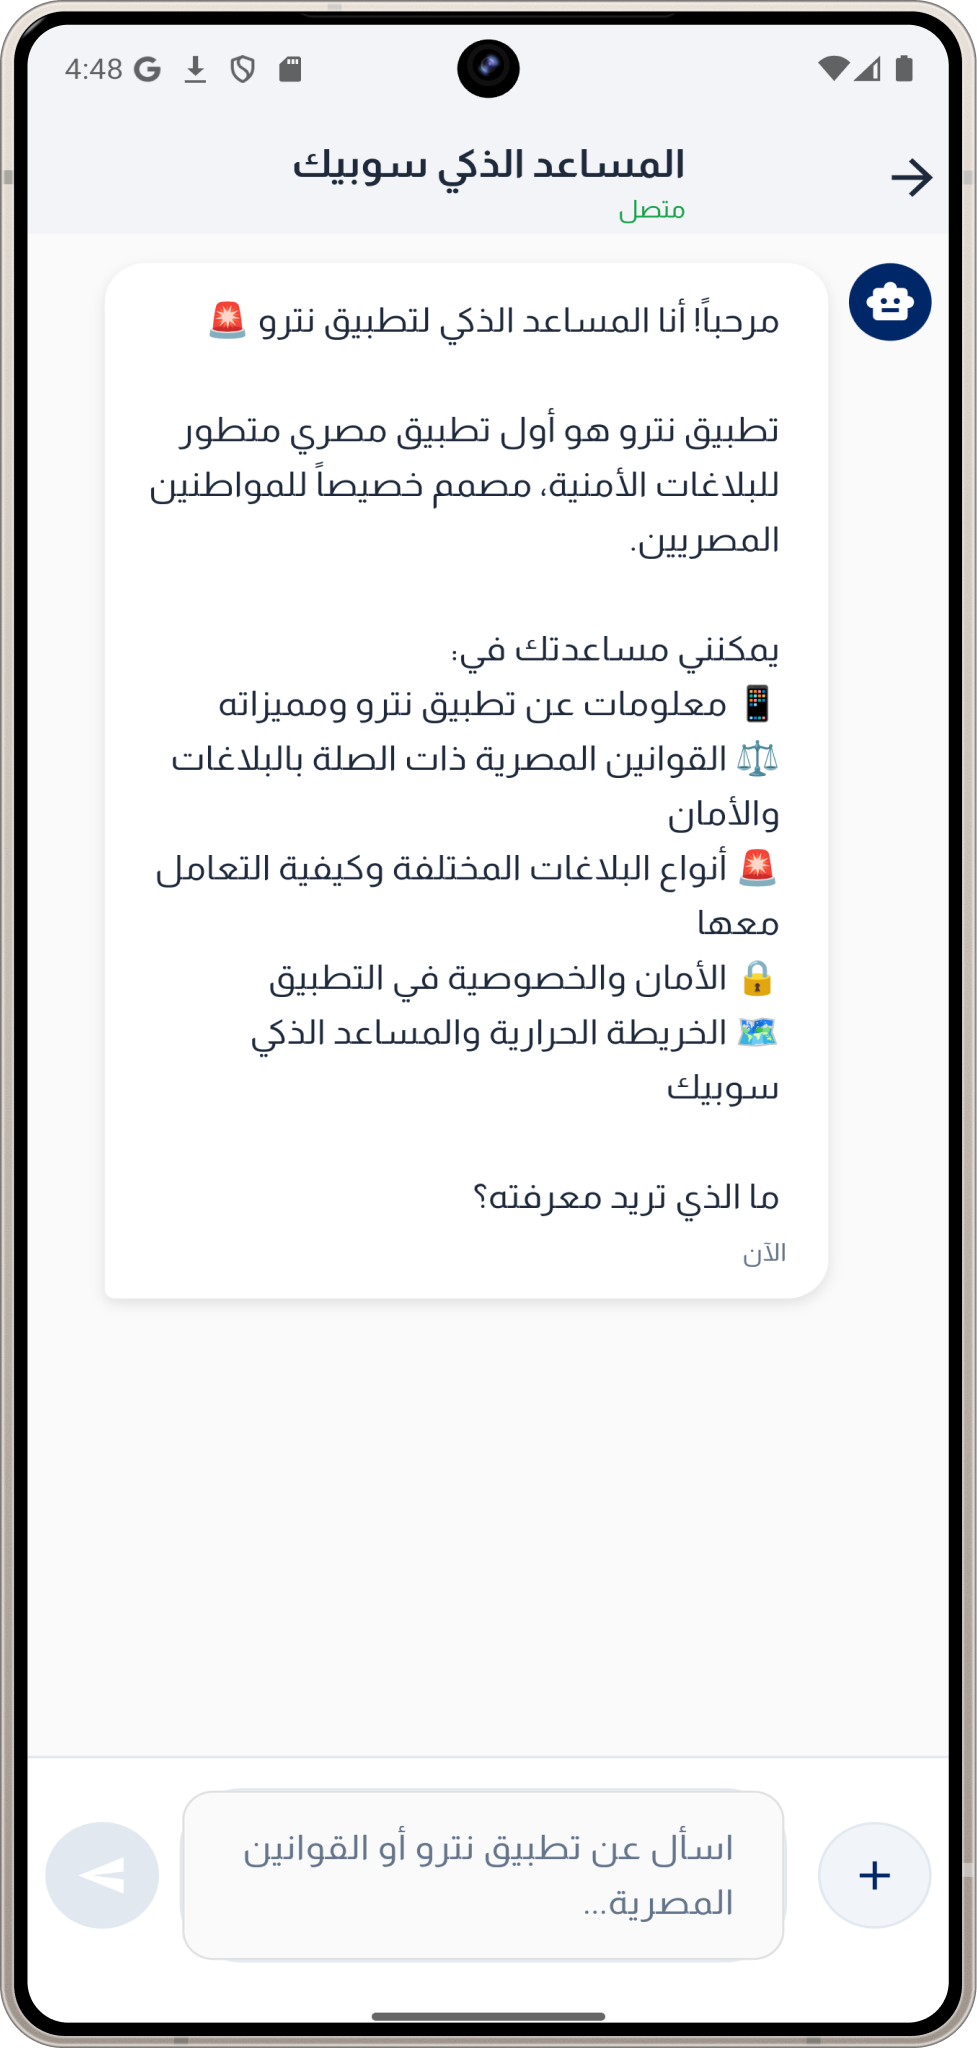 4:48
المساعد الذكي سوبيك
متصل
مرحباً! أنا المساعد الذكي لتطبيق نترو 🚨
تطبيق نترو هو أول تطبيق مصري متطور
للبلاغات الأمنية، مصمم خصيصاً للمواطنين
المصريين.
يمكنني مساعدتك في:
📱 معلومات عن تطبيق نترو ومميزاته
⚖️ القوانين المصرية ذات الصلة بالبلاغات
والأمان
🚨 أنواع البلاغات المختلفة وكيفية التعامل
معها
🔒 الأمان والخصوصية في التطبيق
🗺️ الخريطة الحرارية والمساعد الذكي
سوبيك
ما الذي تريد معرفته؟
الآن
اسأل عن تطبيق نترو أو القوانين
المصرية...